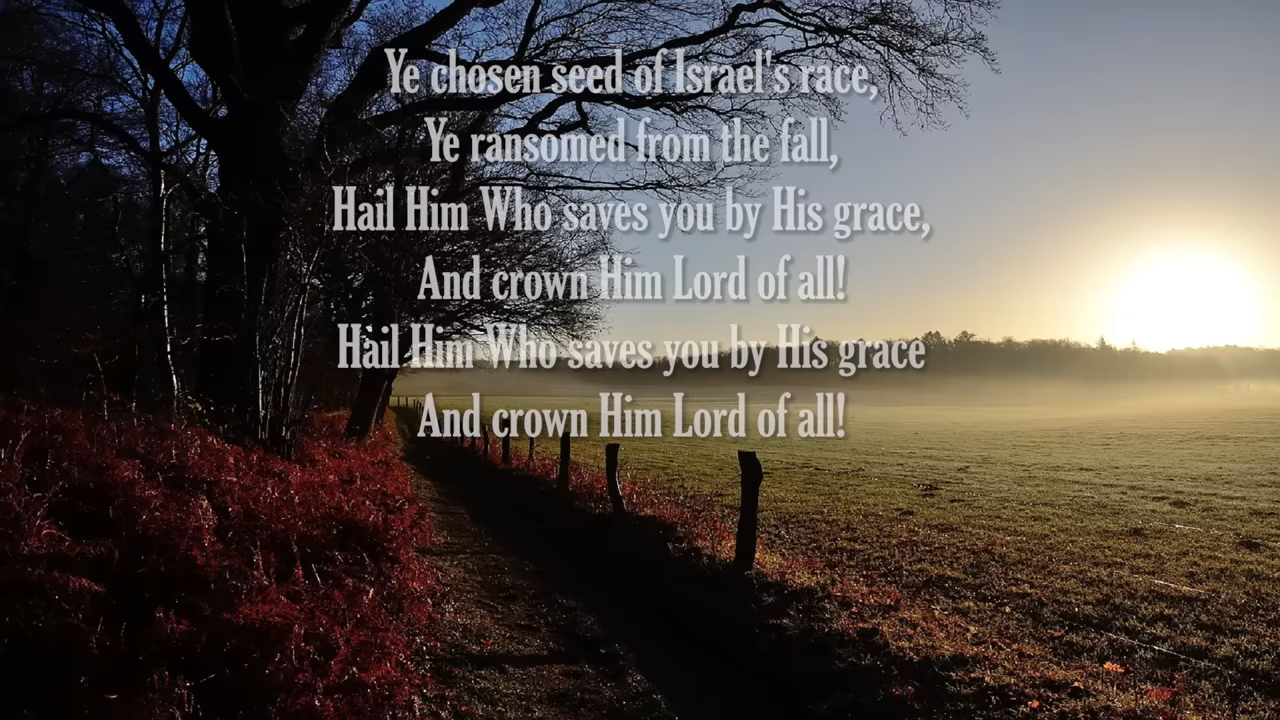 Ye chosen seed of Israel's race,
Ye ransomed from the fall,
Hail Him Who saves you by His grace,
And crown Him Lord of all!
Hail Him Who saves you by His grace
And crown Him Lord of all!